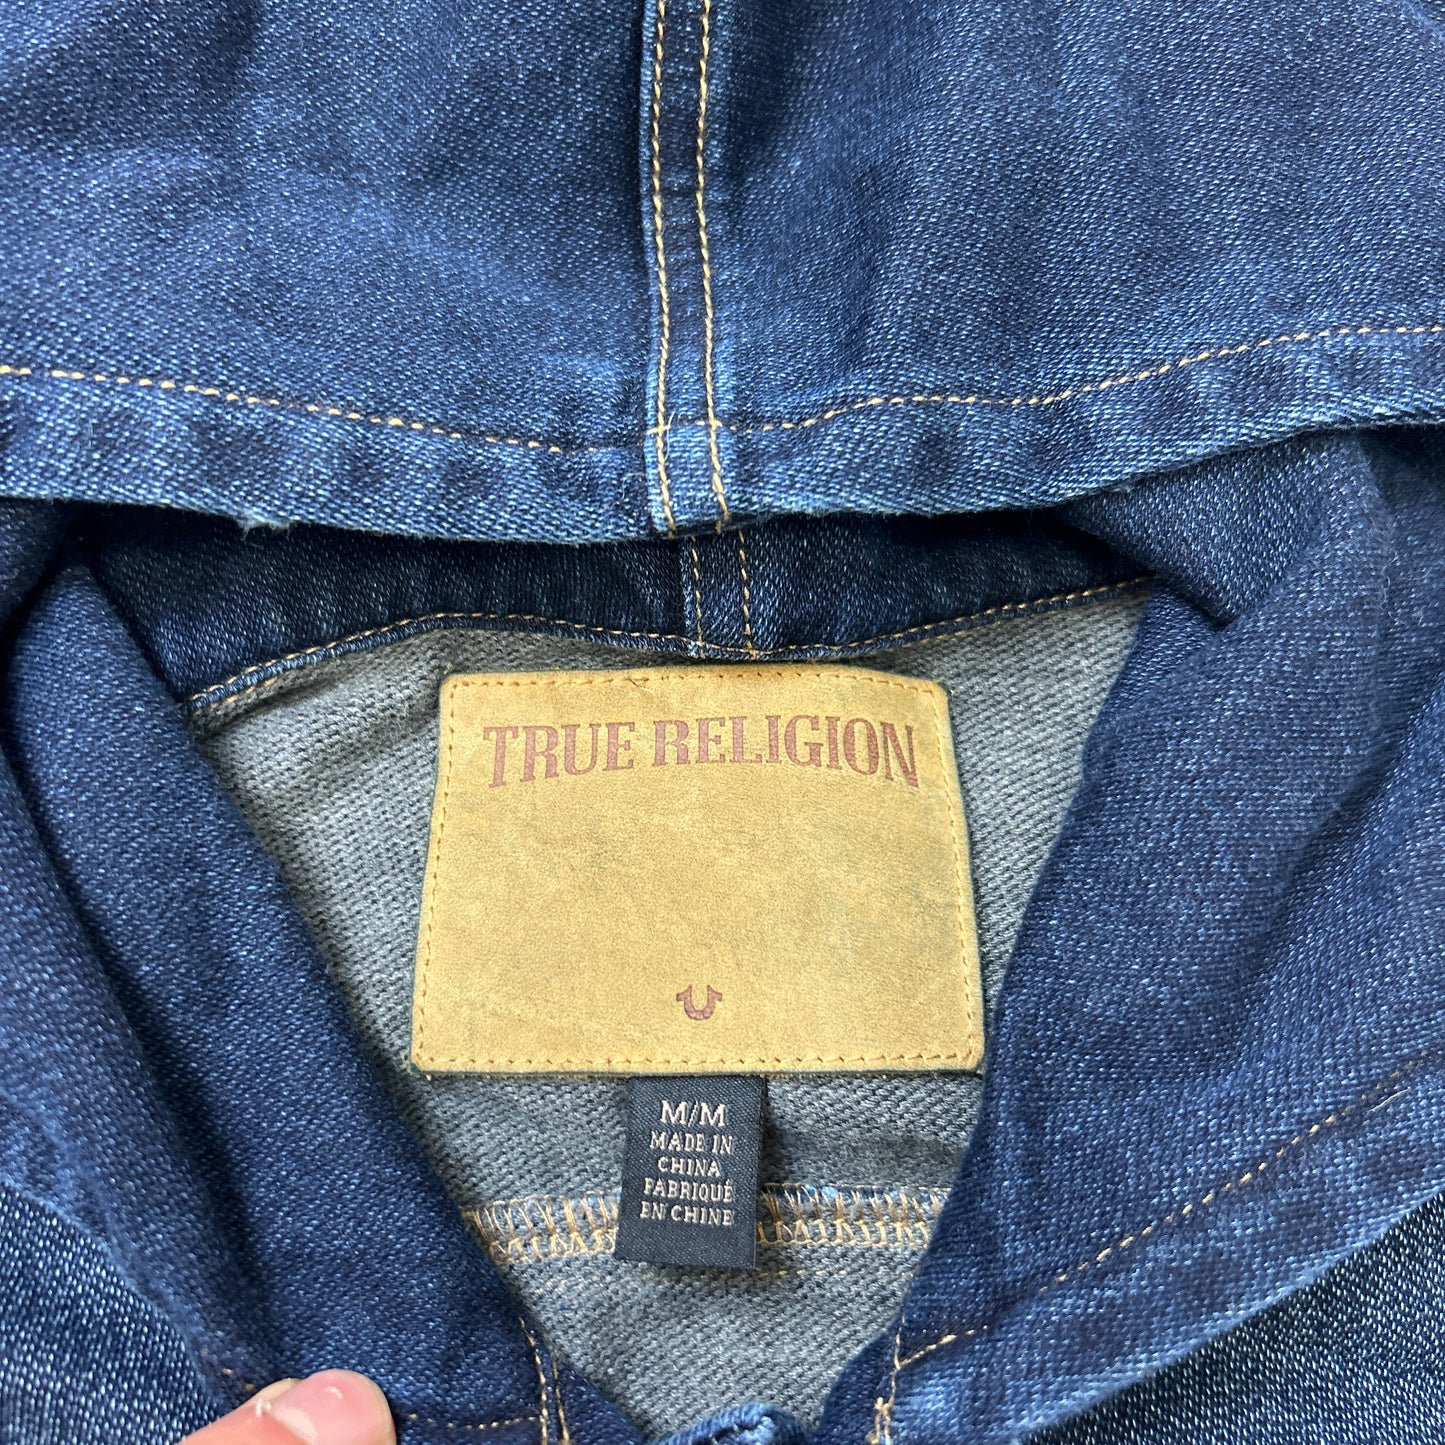 TRUE RELIGION
M/M
MADE IN
CHINA
FABRIQUÉ
EN CHINE